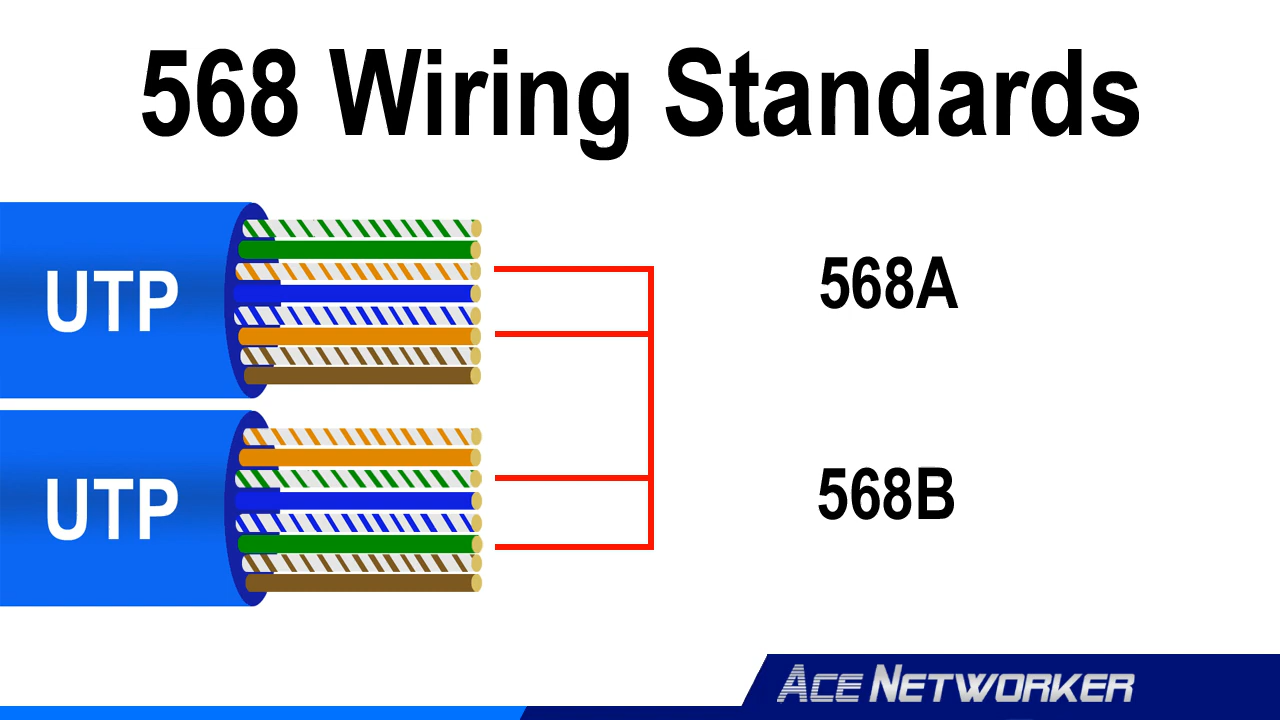 568 Wiring Standards
UTP
568A
UTP
568B
ACE NETWORKER